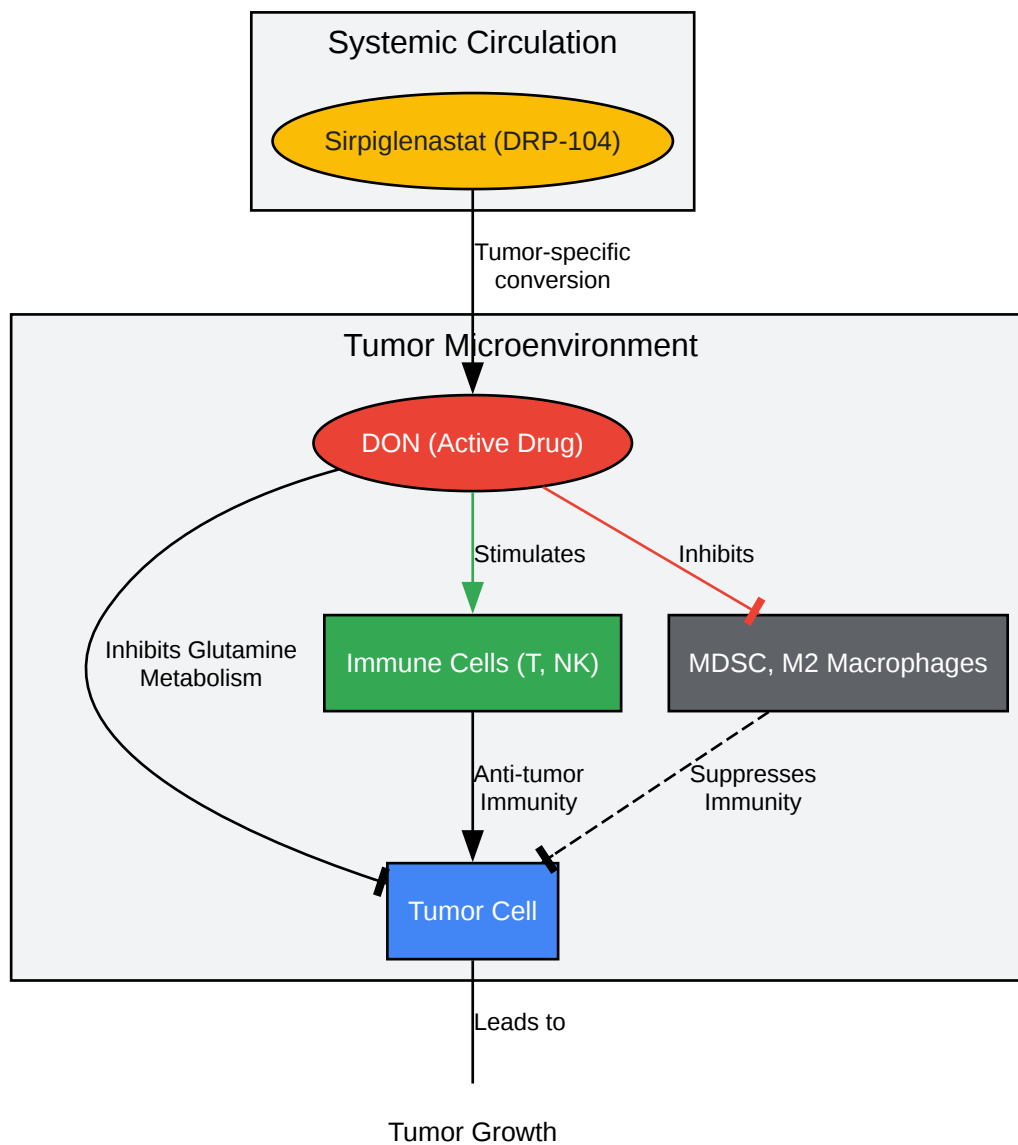 Systemic Circulation
Sirpiglenastat (DRP-104)
Tumor-specific
conversion
Tumor Microenvironment
DON (Active Drug)
Stimulates
Inhibits
Inhibits Glutamine
Metabolism
Immune Cells (T, NK)
MDSC, M2 Macrophages
Anti-tumor
Immunity
Suppresses
Immunity
Tumor Cell
Leads to
Tumor Growth